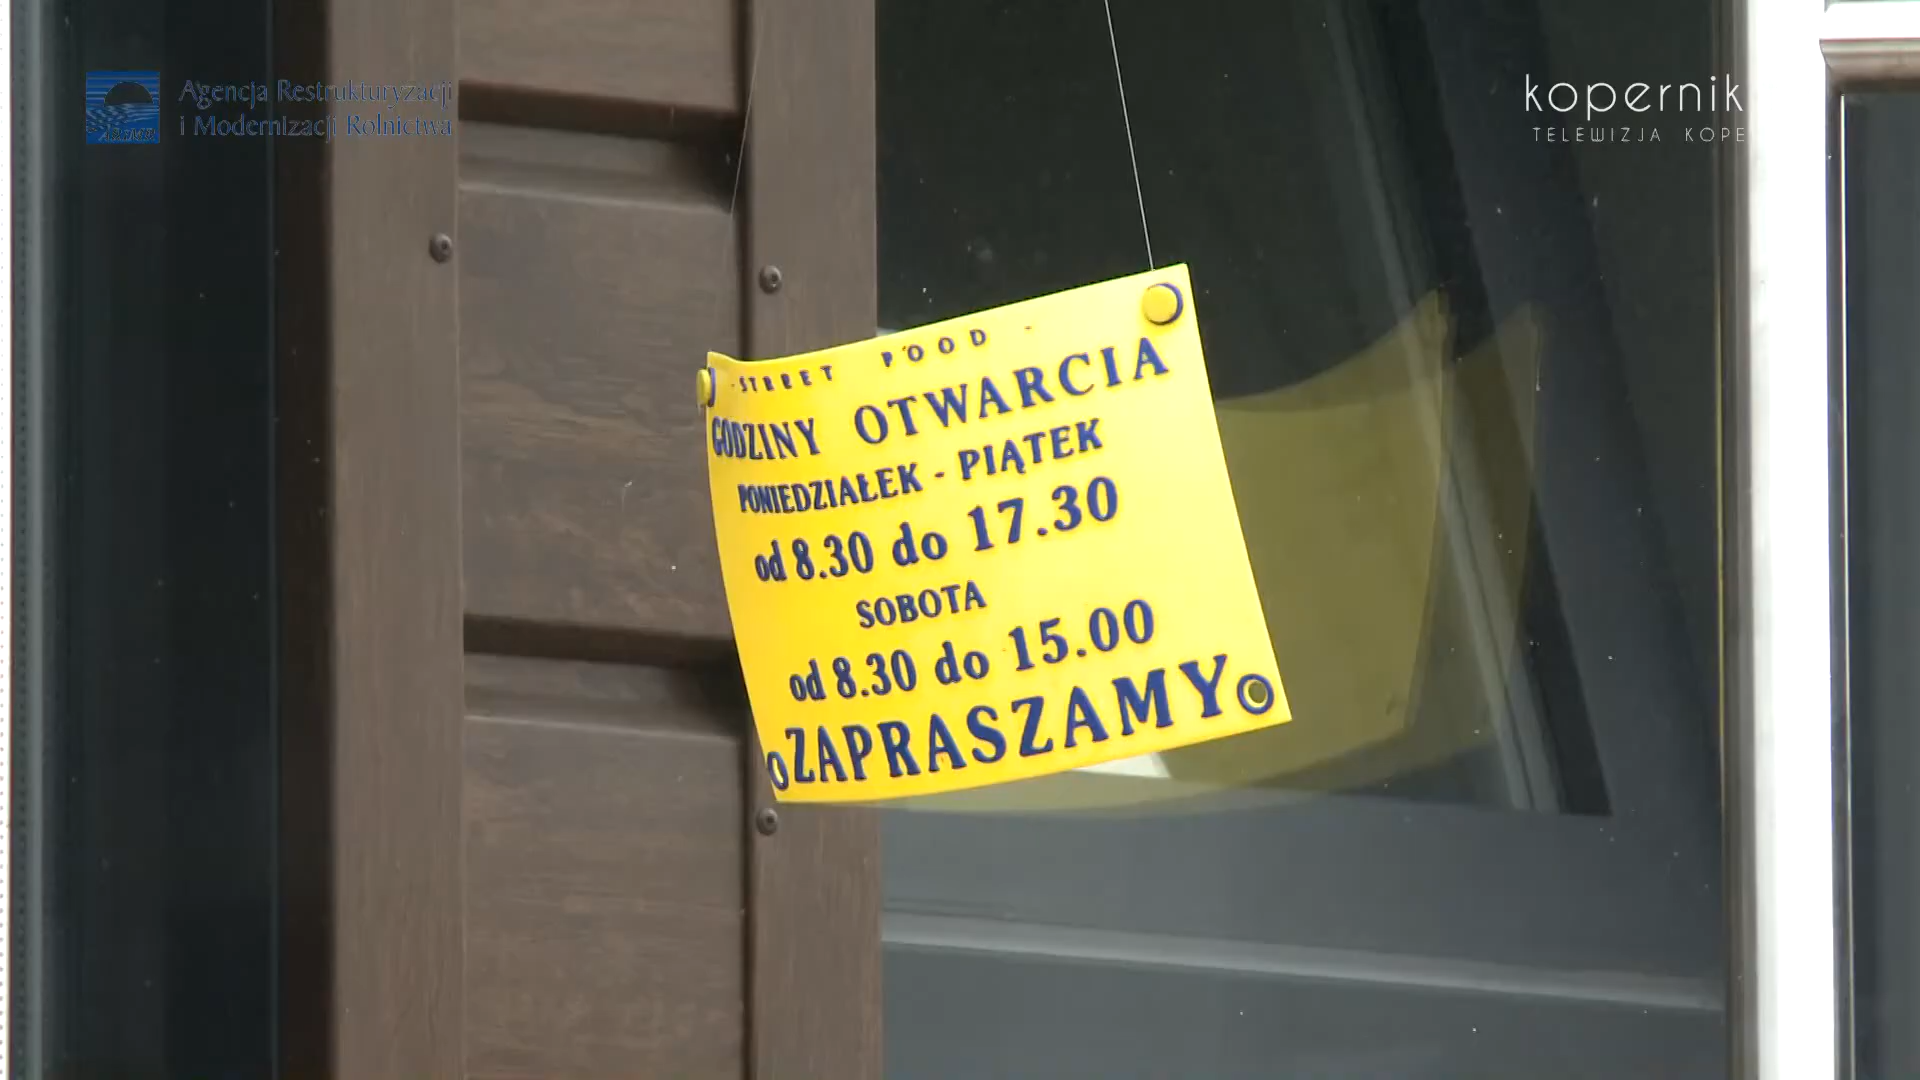 Agencja Restrukturyzacji
i Modernizacji Rolnictwa
ARiMR
kopernik
TELEWIZJA KOPE
STREET FOOD
GODZINY OTWARCIA
PONIEDZIAŁEK - PIĄTEK
od 8.30 do 17.30
SOBOTA
od 8.30 do 15.00
ZAPRASZAMY